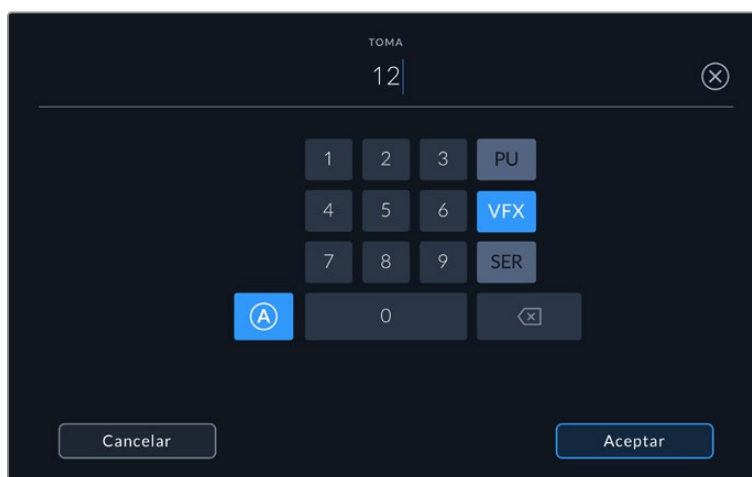 TOMA
12
1 2 3 PU
4 5 6 VFX
7 8 9 SER
A 0
Cancelar Aceptar